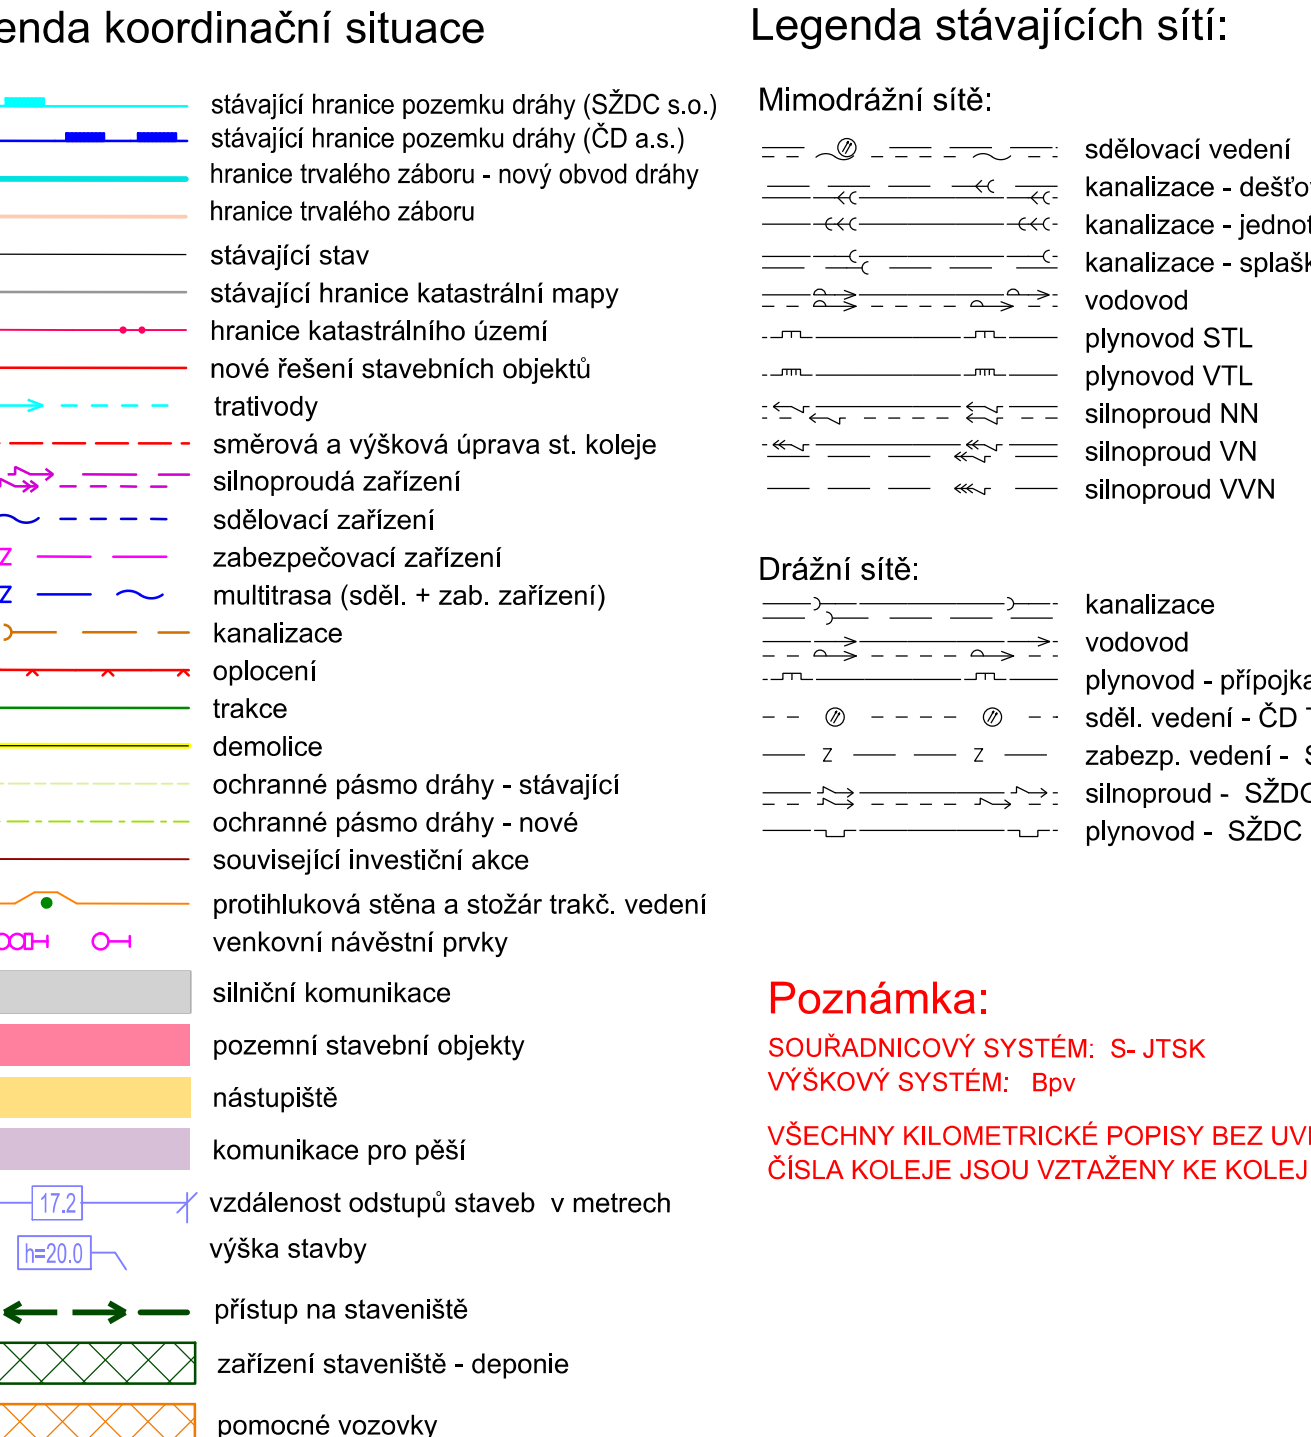 koordinační situace
stávající hranice pozemku dráhy (SŽDC s.o.)
stávající hranice pozemku dráhy (ČD a.s.)
hranice trvalého záboru - nový obvod dráhy
hranice trvalého záboru
stávající stav
stávající hranice katastrální mapy
hranice katastrálního území
nové řešení stavebních objektů
trativody
směrová a výšková úprava st. koleje
silnoproudá zařízení
sdělovací zařízení
Z zabezpečovací zařízení
Z multitrasa (sděl. + zab. zařízení)
kanalizace
oplocení
trakce
demolice
ochranné pásmo dráhy - stávající
ochranné pásmo dráhy - nové
související investiční akce
protihluková stěna a stožár trakč. vedení
venkovní návěstní prvky
silniční komunikace
pozemní stavební objekty
nástupiště
komunikace pro pěší
17.2 vzdálenost odstupů staveb v metrech
h=20.0 výška stavby
přístup na staveniště
zařízení staveniště - deponie
pomocné vozovky
Legenda stávajících sítí:
Mimodrážní sítě:
sdělovací vedení
kanalizace -
kanalizace -
kanalizace -
vodovod
plynovod STL
plynovod VTL
silnoproud NN
silnoproud VN
silnoproud VVN
Drážní sítě:
kanalizace
vodovod
plynovod - přípojka
sděl. vedení - ČD
Z Z zabezp. vedení -
silnoproud - SŽDC
plynovod - SŽDC
Poznámka:
SOUŘADNICOVÝ SYSTÉM: S- JTSK
VÝŠKOVÝ SYSTÉM: Bpv
VŠECHNY KILOMETRICKÉ POPISY BEZ
ČÍSLA KOLEJE JSOU VZTAŽENY KE